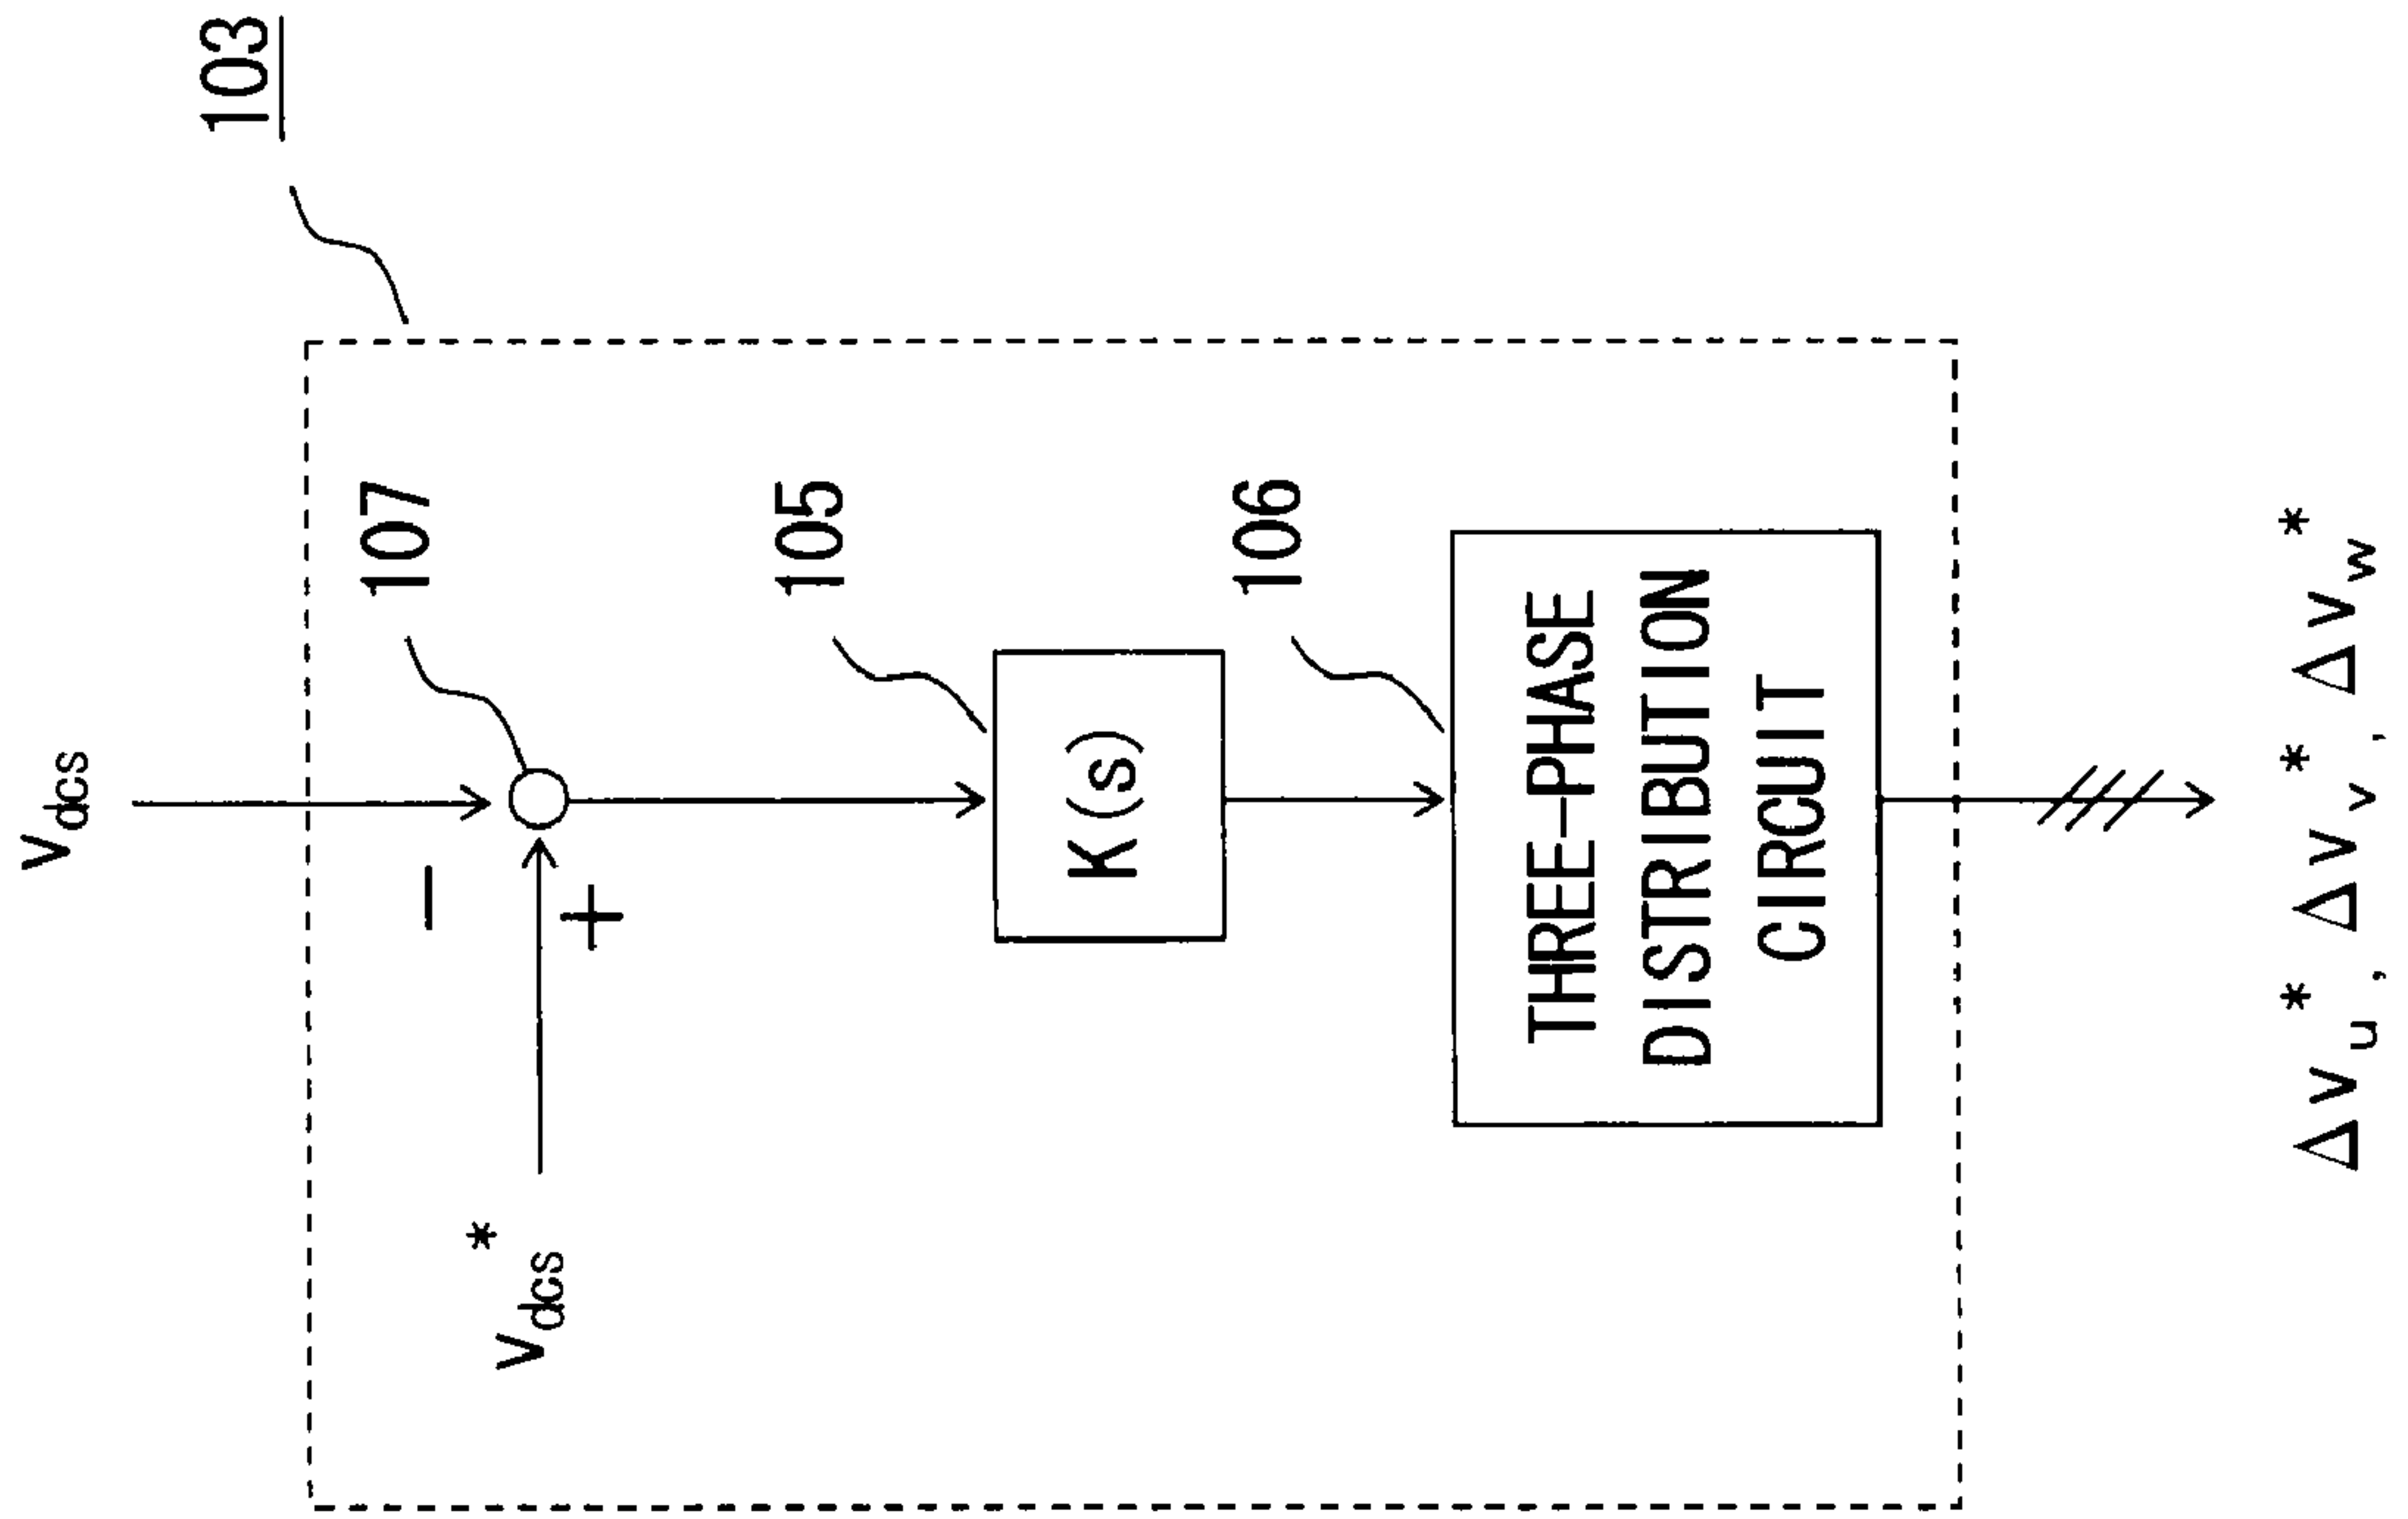 103
v_dcs
−
107
v_dcs*
+
105
K(s)
106
THREE-PHASE
DISTRIBUTION
CIRCUIT
Δv_u*, Δv_v*, Δv_w*